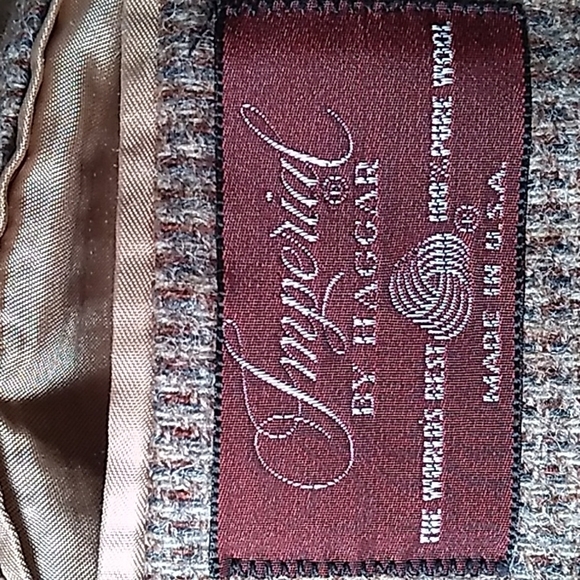 Imperial®
BY HAGGAR
THE WORLD'S BEST 100% PURE WOOL ®
MADE IN U.S.A.